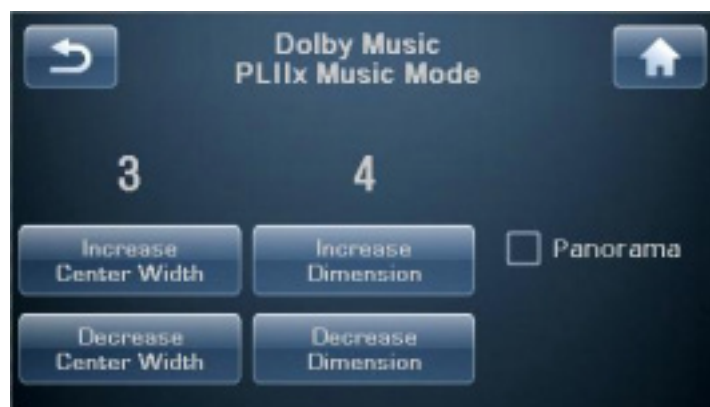 Dolby Music
PLIIx Music Mode
3
4
Increase
Center Width
Increase
Dimension
Panorama
Decrease
Center Width
Decrease
Dimension